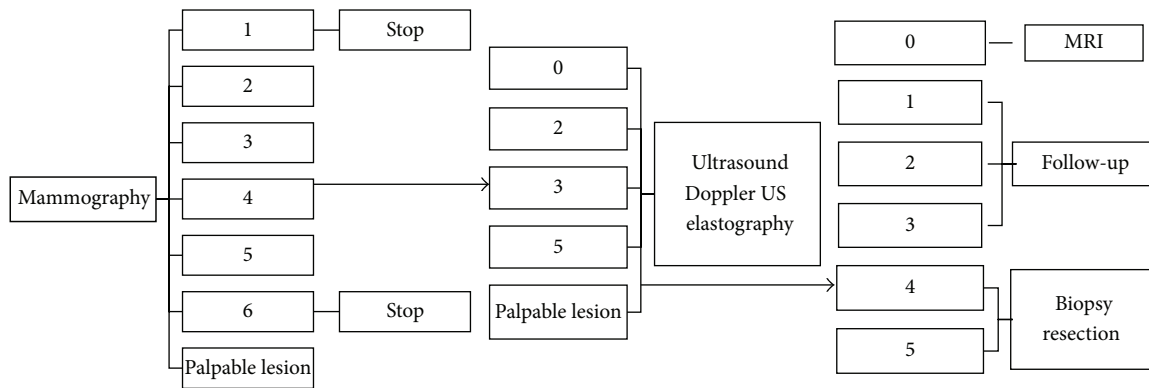 Mammography
1
Stop
2
3
4
5
6
Stop
Palpable lesion
0
2
3
5
Palpable lesion
Ultrasound
Doppler US
elastography
0
MRI
1
2
3
Follow-up
4
5
Biopsy
resection